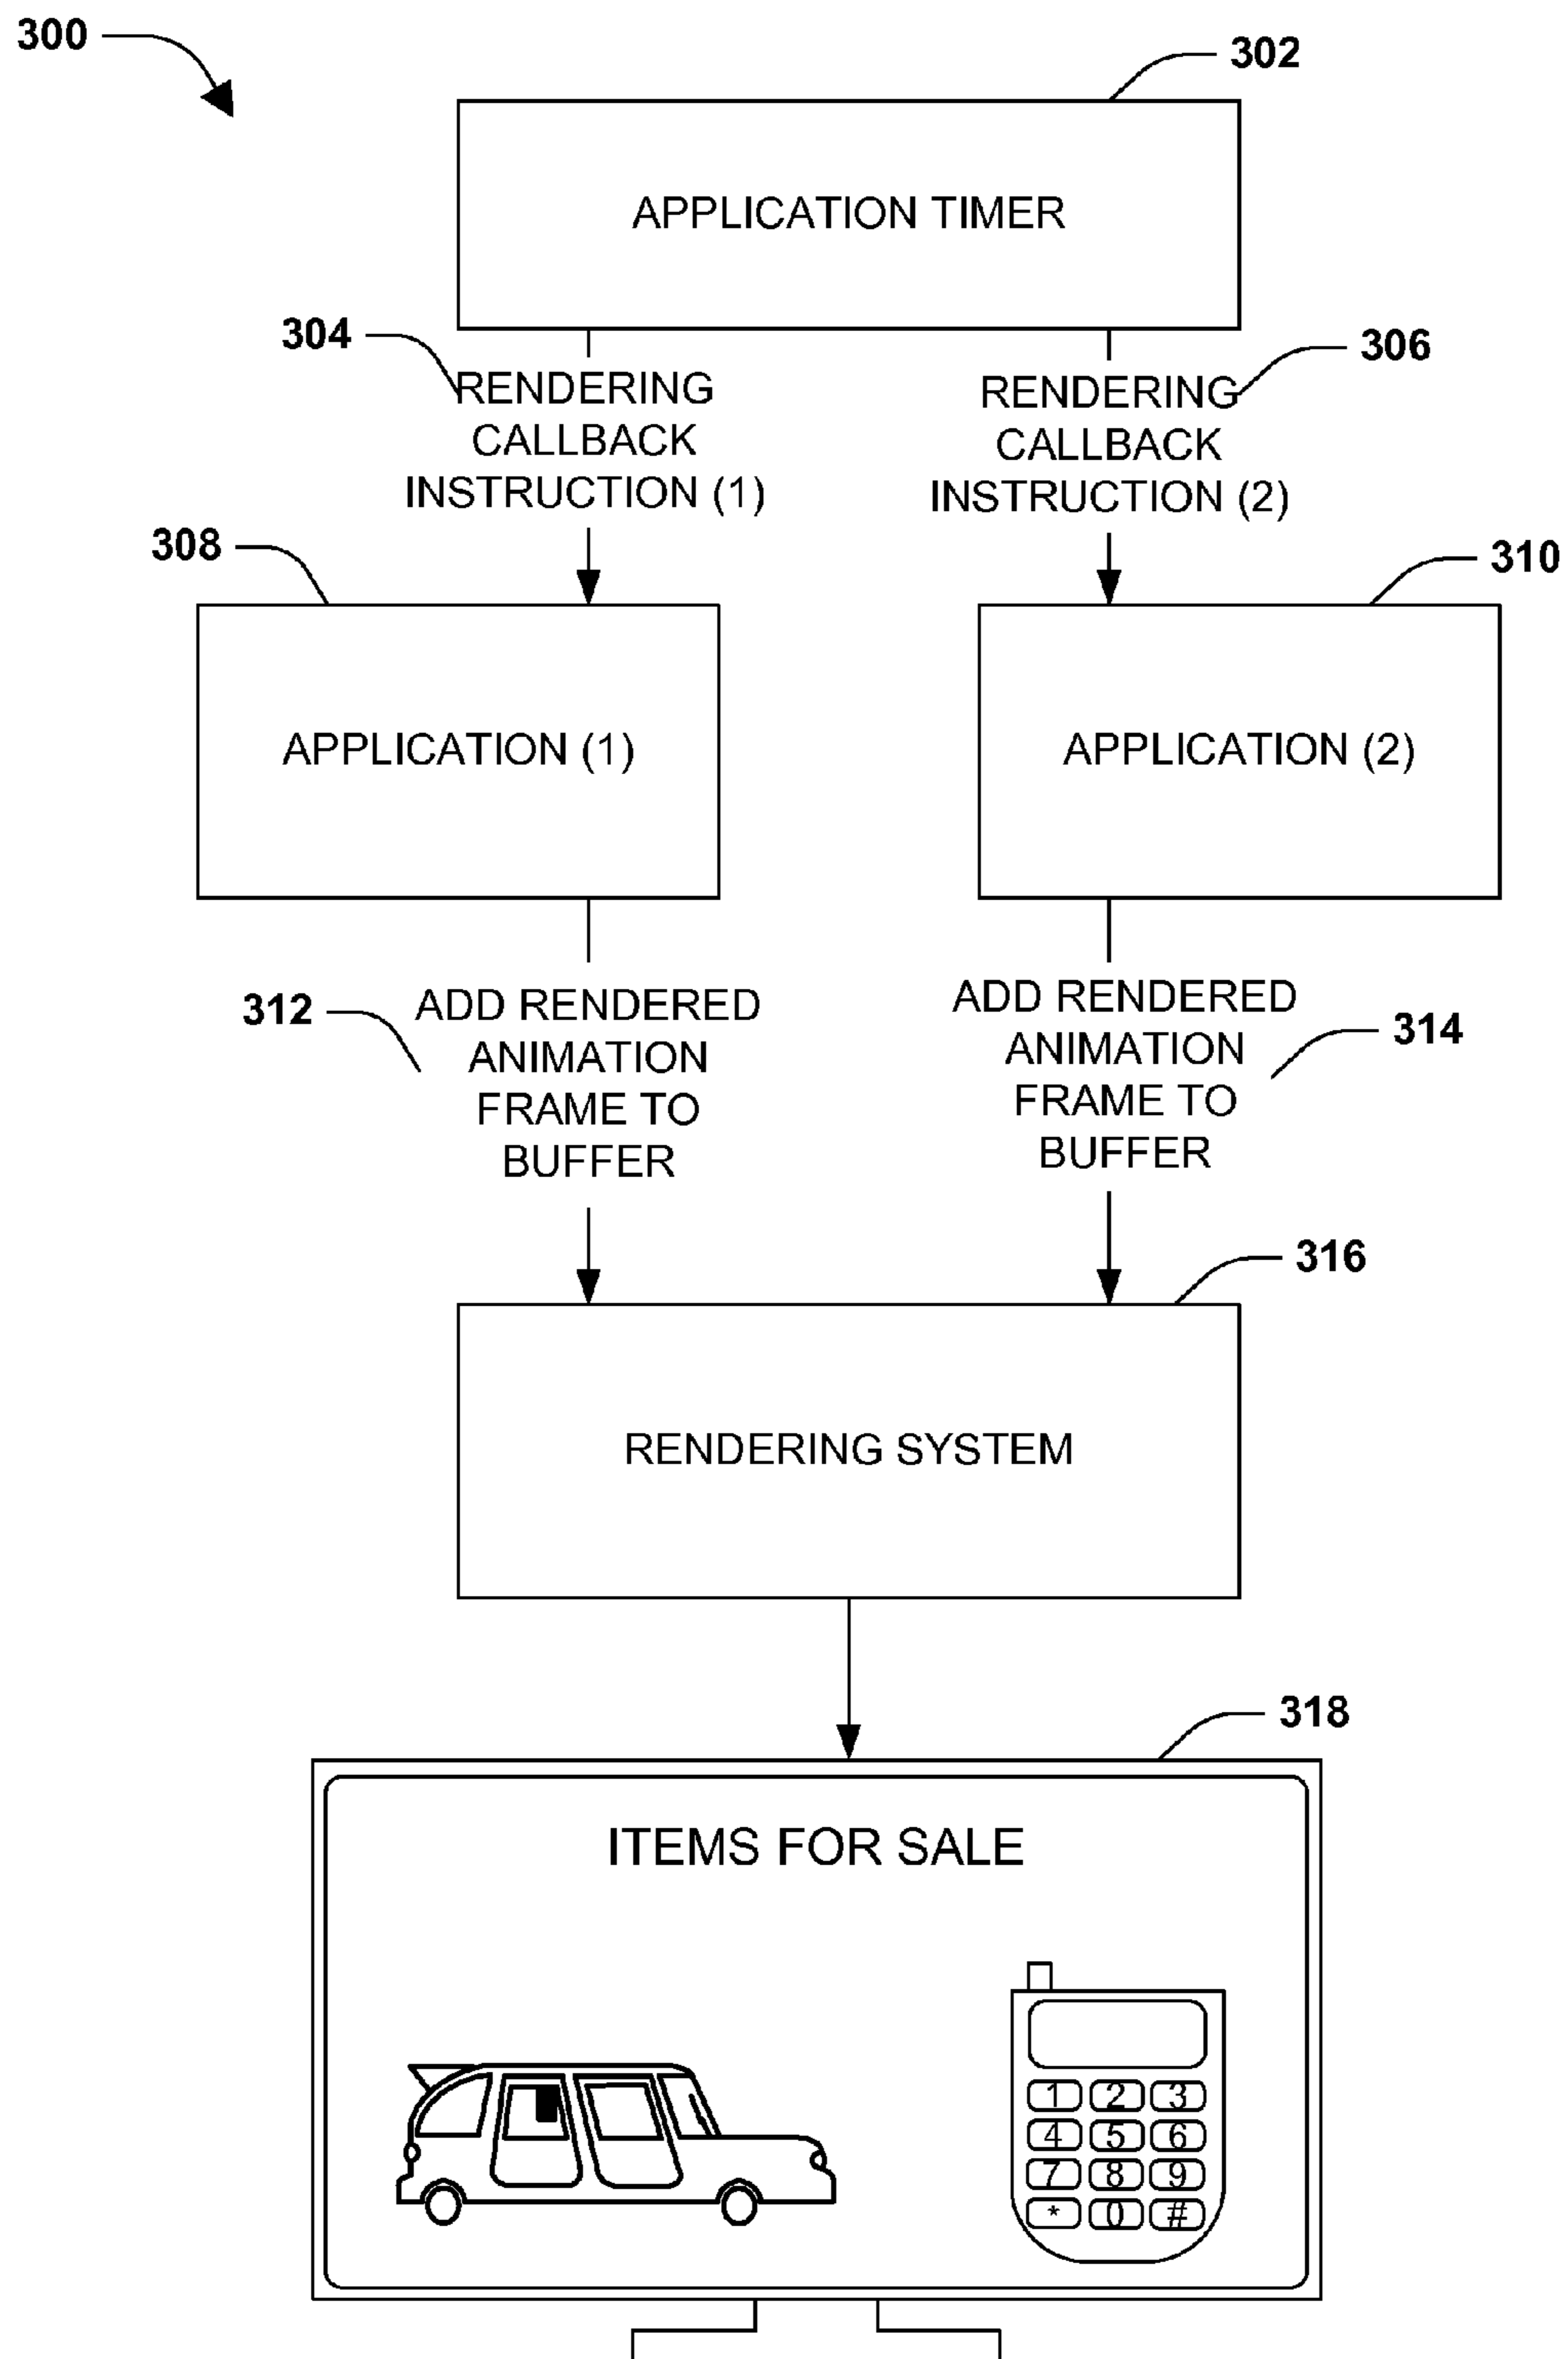 300
302
APPLICATION TIMER
304
306
RENDERING
CALLBACK
INSTRUCTION (1)
RENDERING
CALLBACK
INSTRUCTION (2)
308
310
APPLICATION (1)
APPLICATION (2)
312
ADD RENDERED
ANIMATION
FRAME TO
BUFFER
ADD RENDERED
ANIMATION
FRAME TO
BUFFER
314
316
RENDERING SYSTEM
318
ITEMS FOR SALE
1 2 3
4 5 6
7 8 9
* 0 #